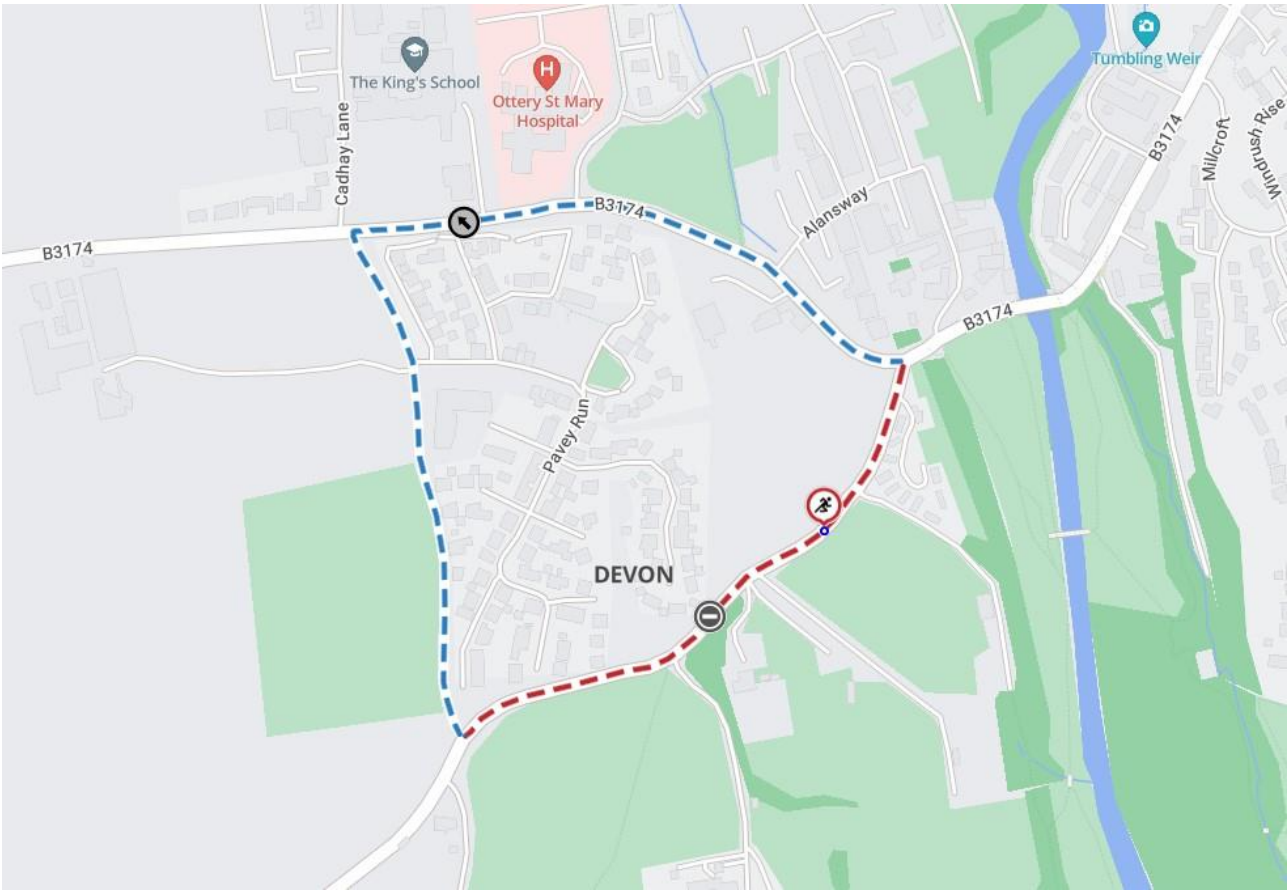 Tumbling Weir
The King's School
H
Ottery St Mary
Hospital
Cadhay Lane
B3174
Millcroft
Windrush Rise
B3174
Alansway
B3174
B3174
Pavey Run
DEVON